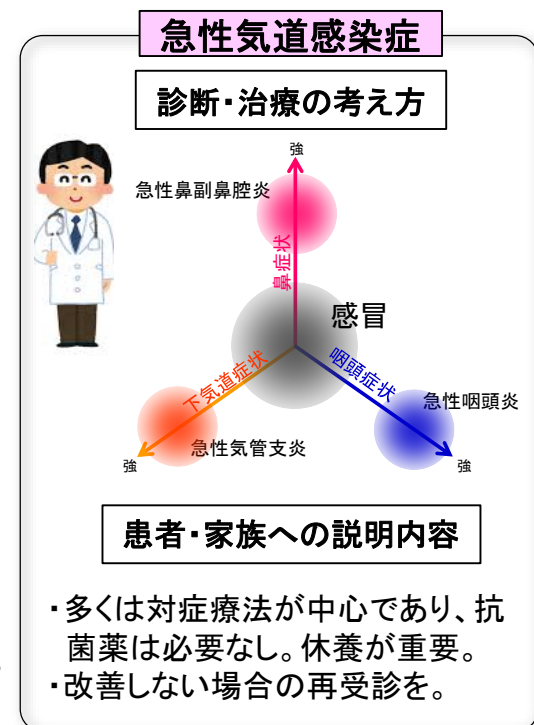 急性気道感染症
診断・治療の考え方
強
急性鼻副鼻腔炎
鼻症状
感冒
下気道症状
咽頭症状
急性咽頭炎
急性気管支炎
強
強
患者・家族への説明内容
・多くは対症療法が中心であり、抗
菌薬は必要なし。休養が重要。
・改善しない場合の再受診を。